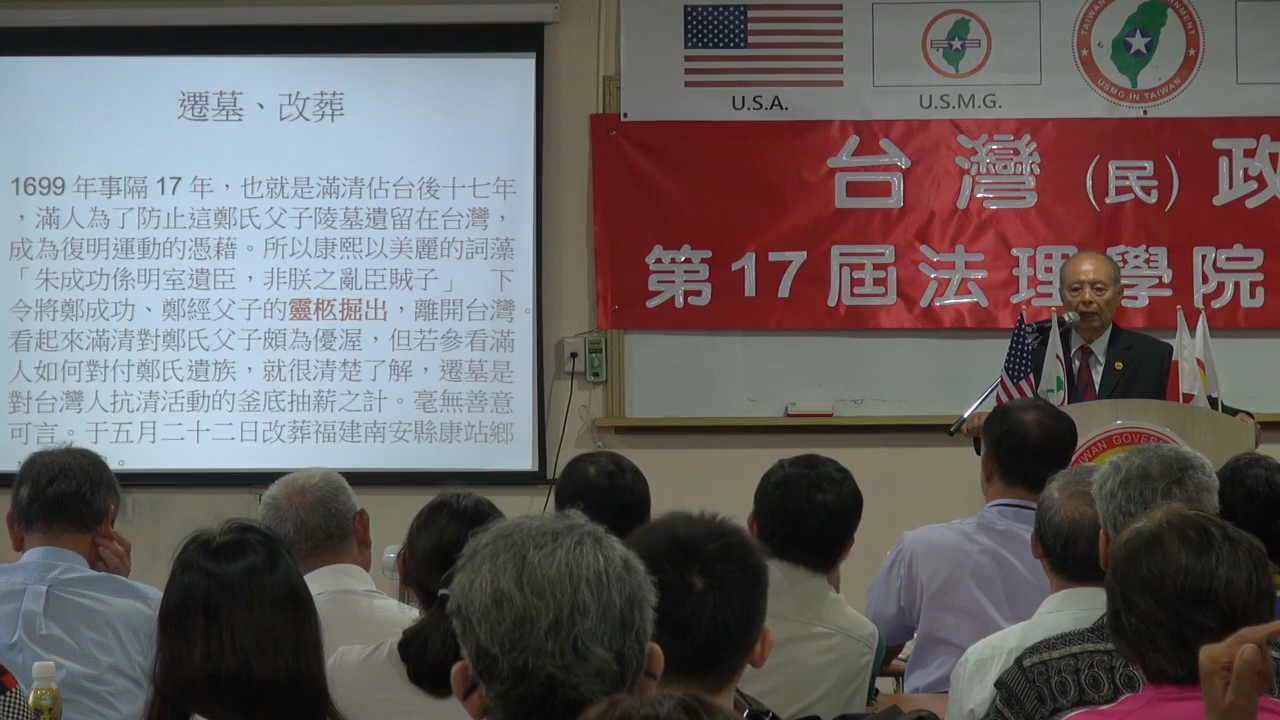 遷墓、改葬
1699 年事隔 17 年，也就是滿清佔台後十七年
，滿人為了防止這鄭氏父子陵墓遺留在台灣，
成為復明運動的憑藉。所以康熙以美麗的詞藻
「朱成功係明室遺臣，非朕之亂臣賊子」 下
令將鄭成功、鄭經父子的靈柩掘出，離開台灣。
看起來滿清對鄭氏父子頗為優渥，但若參看滿
人如何對付鄭氏遺族，就很清楚了解，遷墓是
對台灣人抗清活動的釜底抽薪之計。毫無善意
可言。于五月二十二日改葬福建南安縣康站鄉
U.S.A.
U.S.M.G.
USMG IN TAIWAN
台灣(民)政
第17屆法理學院